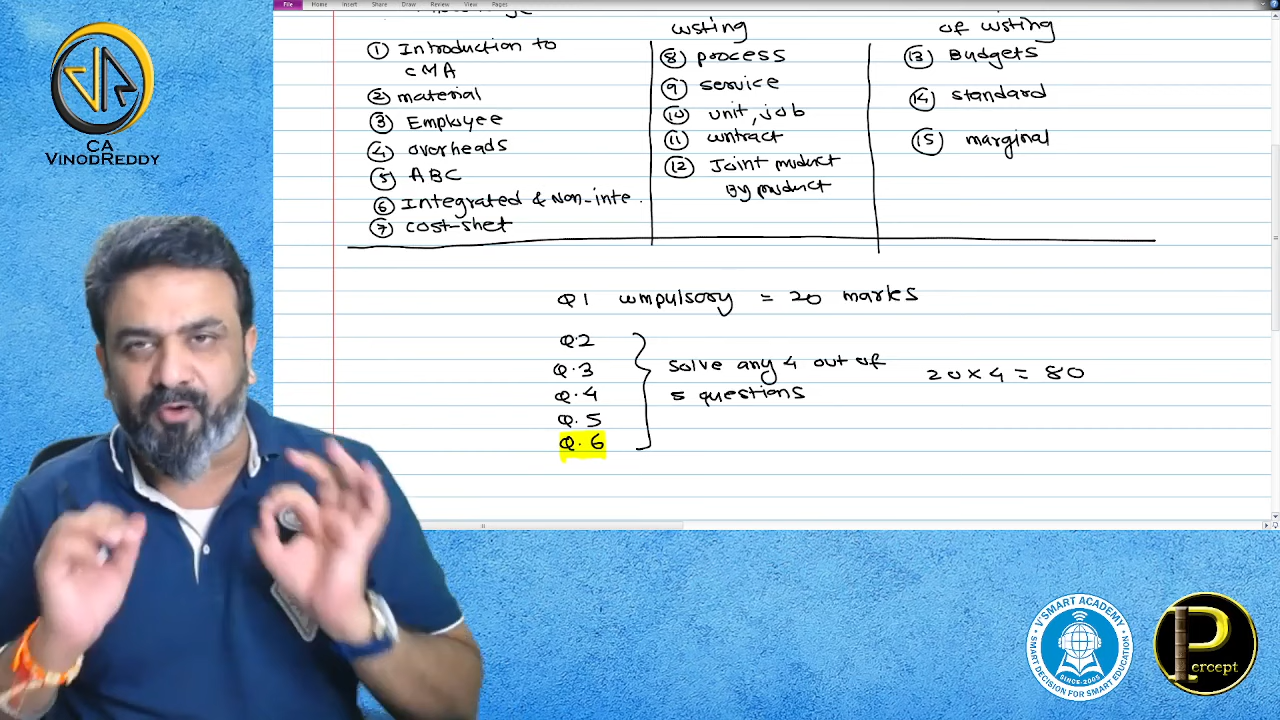 File Home Insert Share Draw Review View Pages
costing
of costing
① Introduction to
CMA
② material
③ Employee
④ overheads
⑤ ABC
⑥ Integrated & Non-inte.
⑦ cost-shet
⑧ process
⑨ service
⑩ unit, job
⑪ contract
⑫ Joint product
By product
⑬ Budgets
⑭ standard
⑮ marginal
Q1 compulsory = 20 marks
Q.2
Q.3
Q.4
Q.5
Q.6
Solve any 4 out of
5 questions
20×4 = 80
CA
VINODREDDY
V'SMART ACADEMY
SINCE-2005
SMART DECISION FOR SMART EDUCATION
Percept